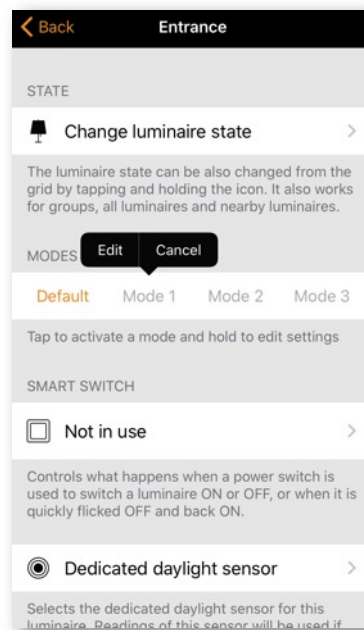 Back Entrance
STATE
Change luminaire state
The luminaire state can be also changed from the
grid by tapping and holding the icon. It also works
for groups, all luminaires and nearby luminaires.
MODES Edit Cancel
Default Mode 1 Mode 2 Mode 3
Tap to activate a mode and hold to edit settings
SMART SWITCH
Not in use
Controls what happens when a power switch is
used to switch a luminaire ON or OFF, or when it is
quickly flicked OFF and back ON.
Dedicated daylight sensor
Selects the dedicated daylight sensor for this
luminaire. Readings of this sensor will be used if